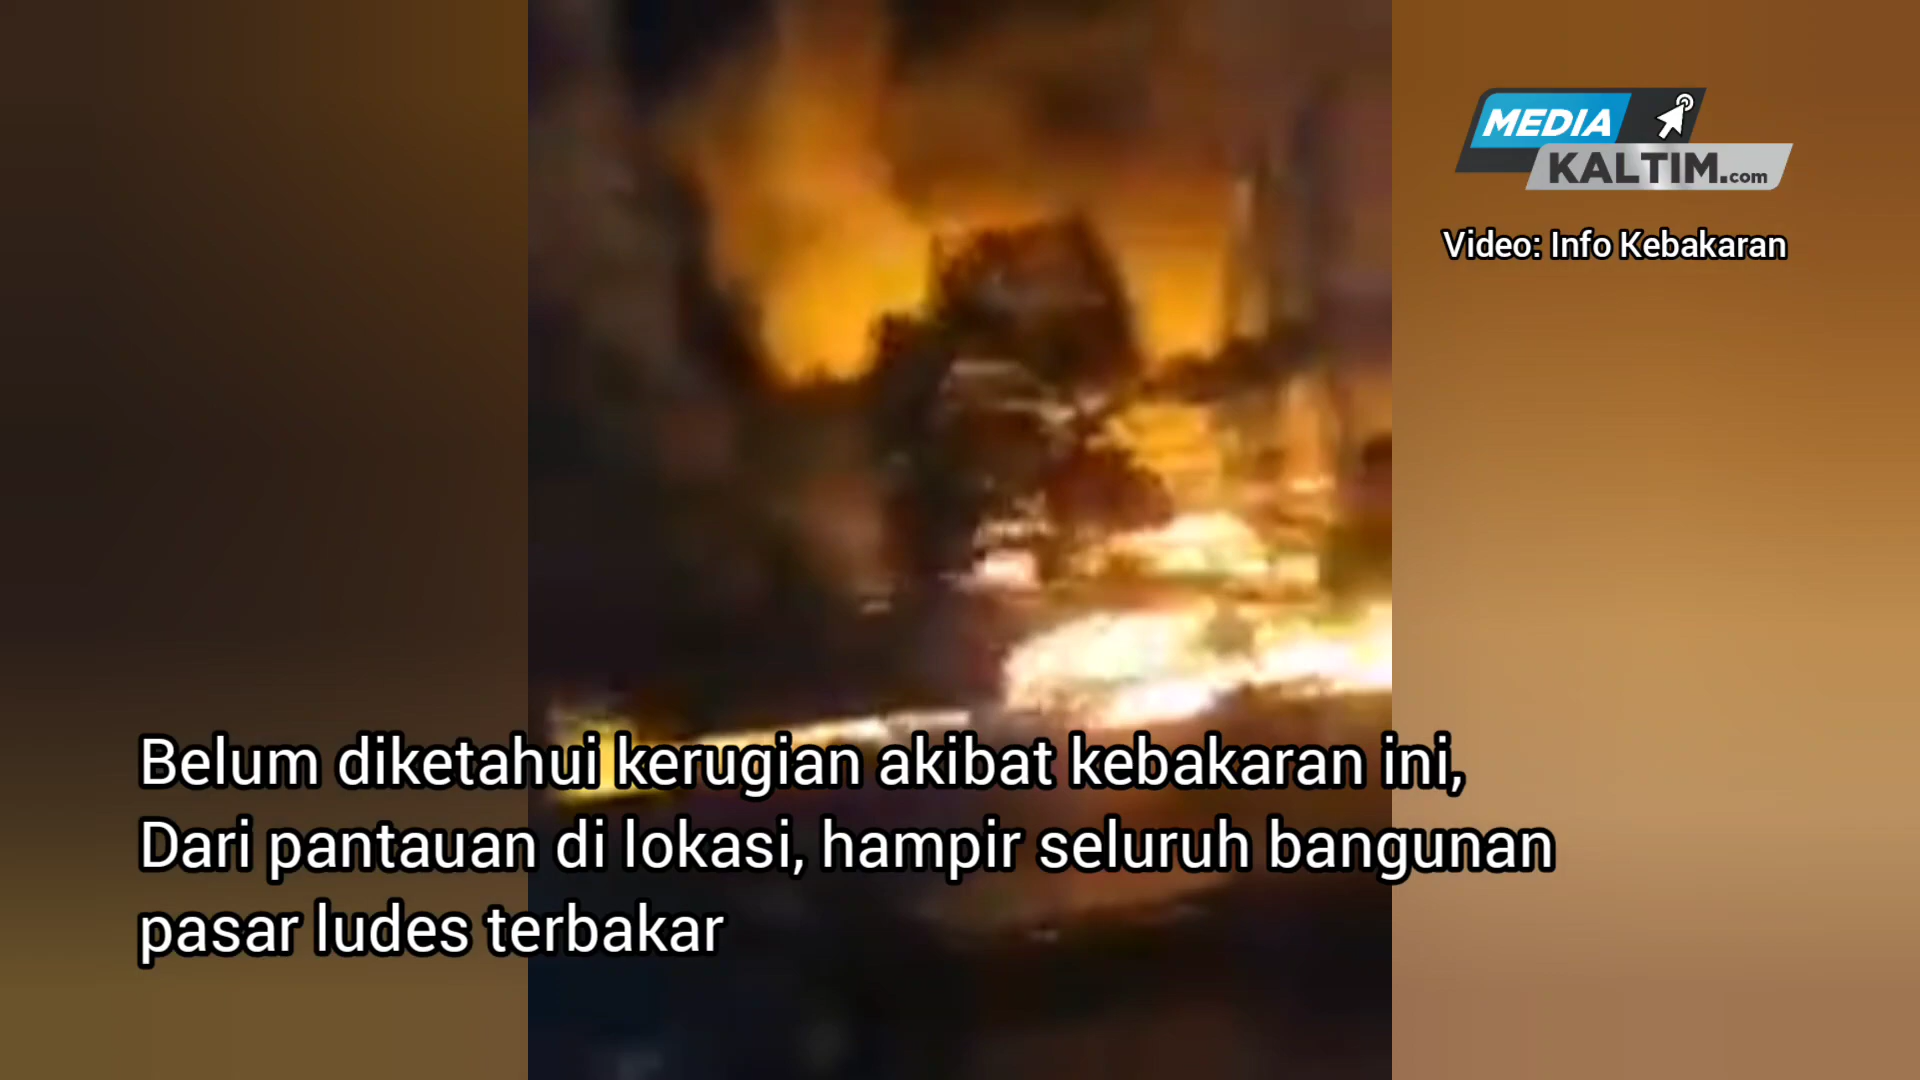 MEDIA
KALTIM.com
Video: Info Kebakaran
Belum diketahui kerugian akibat kebakaran ini,
Dari pantauan di lokasi, hampir seluruh bangunan
pasar ludes terbakar